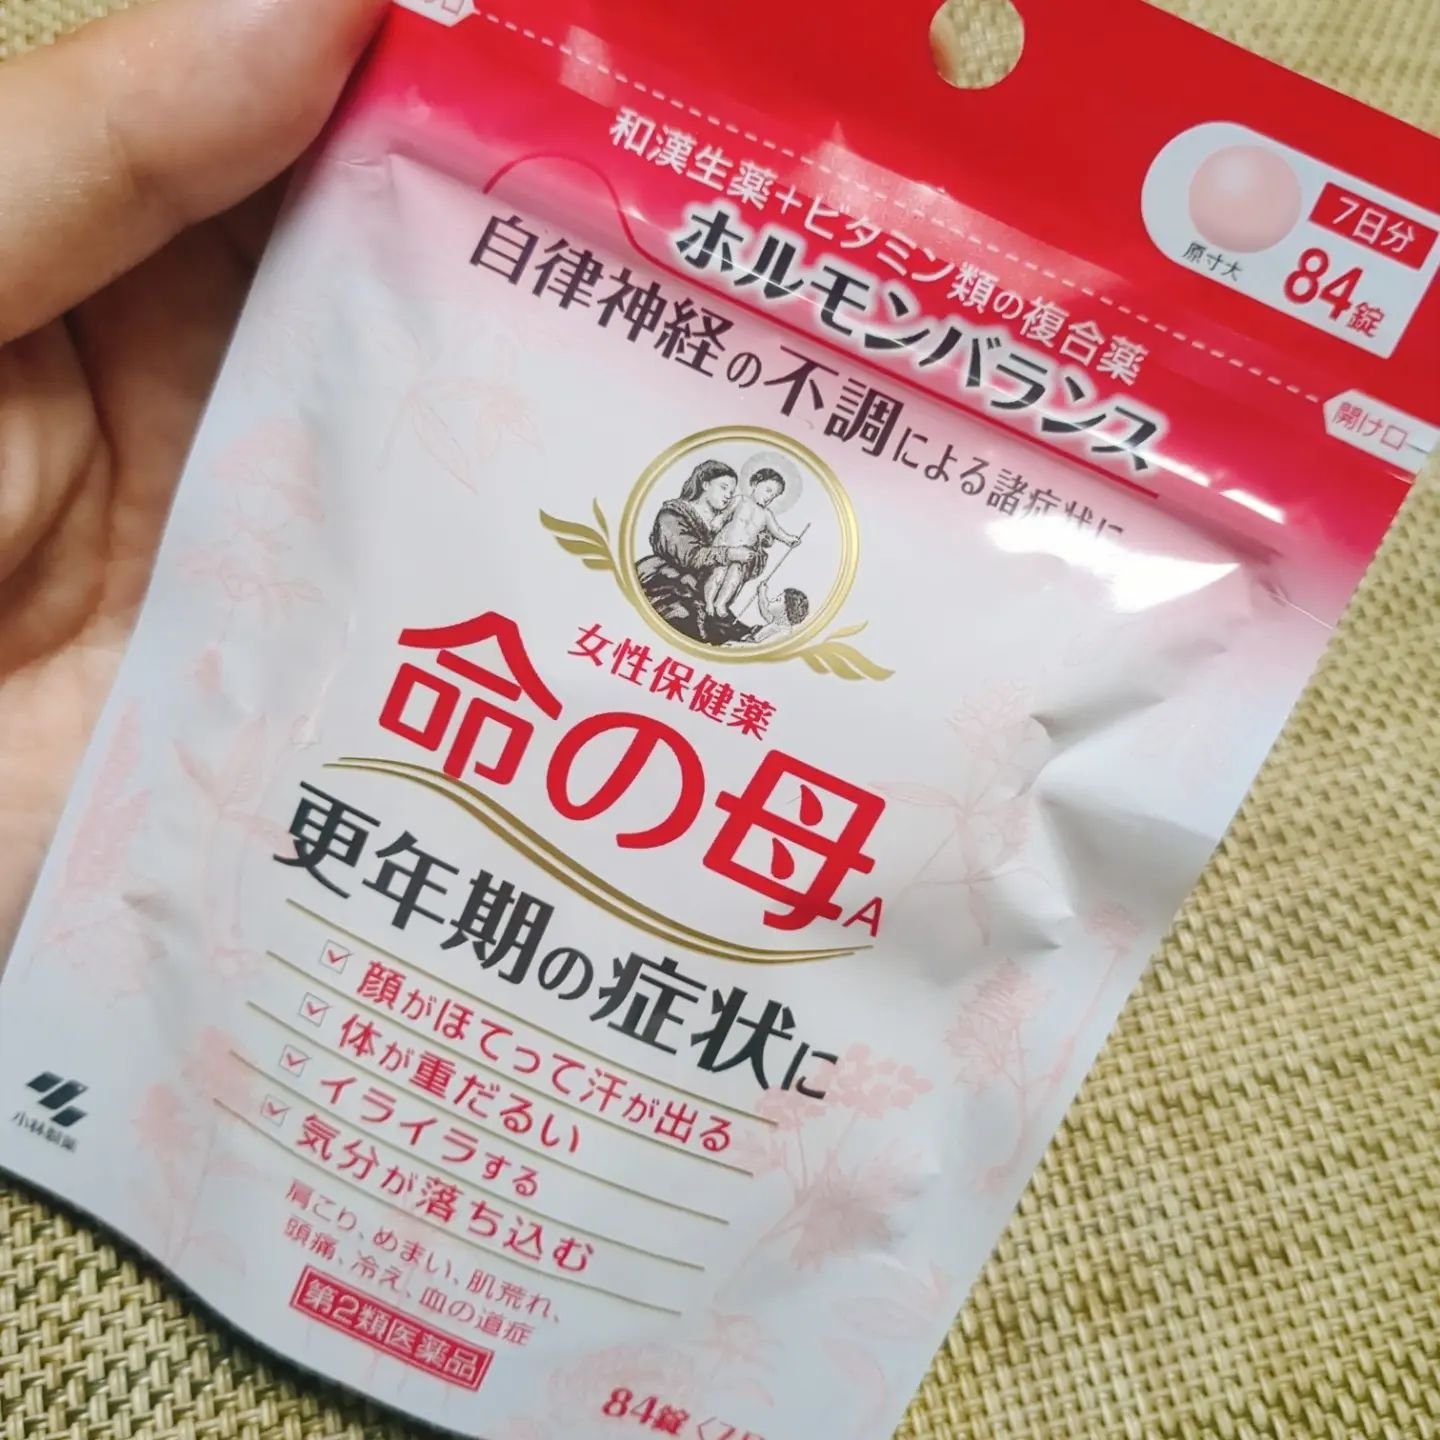 和漢生薬+ビタミン類の複合薬
7日分
84錠
原寸大
開け口
ホルモンバランス
自律神経の不調による諸症状に
女性保健薬
命の母A
更年期の症状に
顔がほてって汗が出る
体が重だるい
イライラする
気分が落ち込む
肩こり、めまい、肌荒れ、
頭痛、冷え、血の道症
第2類医薬品
小林製薬
84錠〈7日